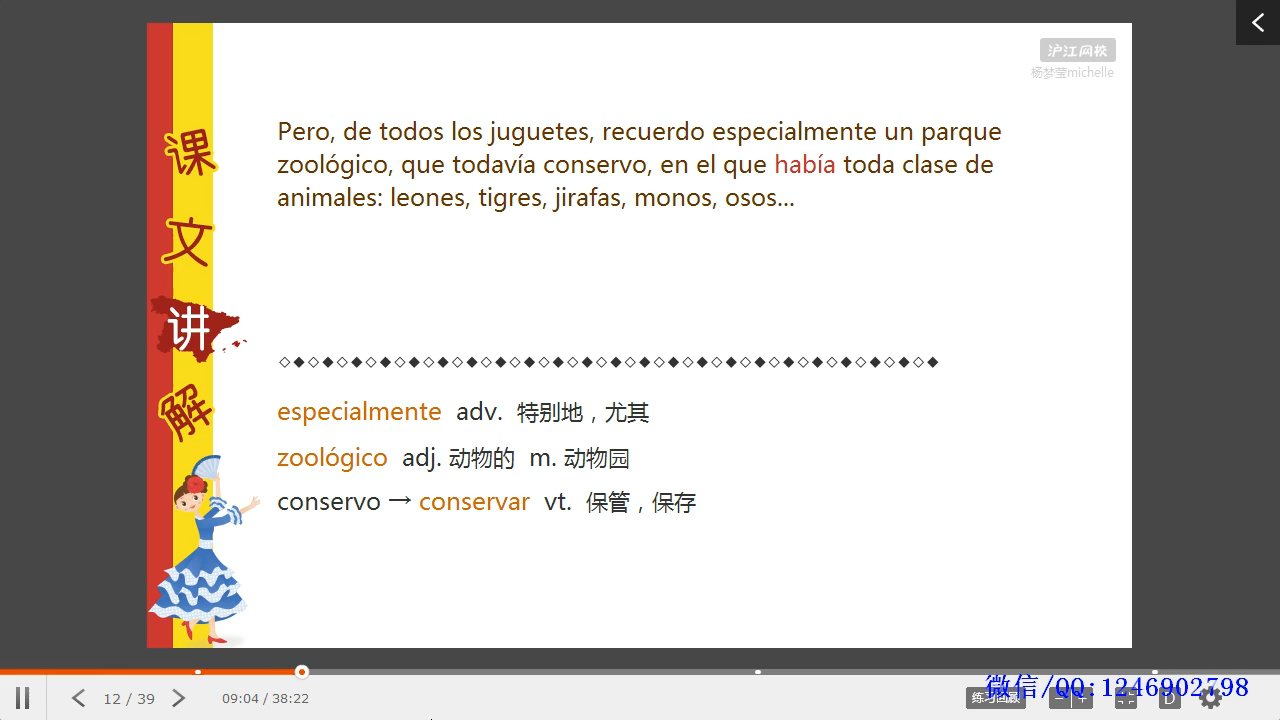 沪江网校
杨梦莹michelle
课文讲解
Pero, de todos los juguetes, recuerdo especialmente un parque
zoológico, que todavía conservo, en el que había toda clase de
animales: leones, tigres, jirafas, monos, osos...
◇◆◇◇◆◇◆◆◇◆◇◆◇◆◇◆◇◆◇◆◇◆◇◆◇◆◇◆◇◆◇◆◇◆◇◆◇◆◇◆◇◆◇◆◇◆
especialmente adv. 特别地，尤其
zoológico adj. 动物的 m. 动物园
conservo → conservar vt. 保管，保存
12 / 39
09:04 / 38:22
练习回顾
D
微信/QQ:1246902798